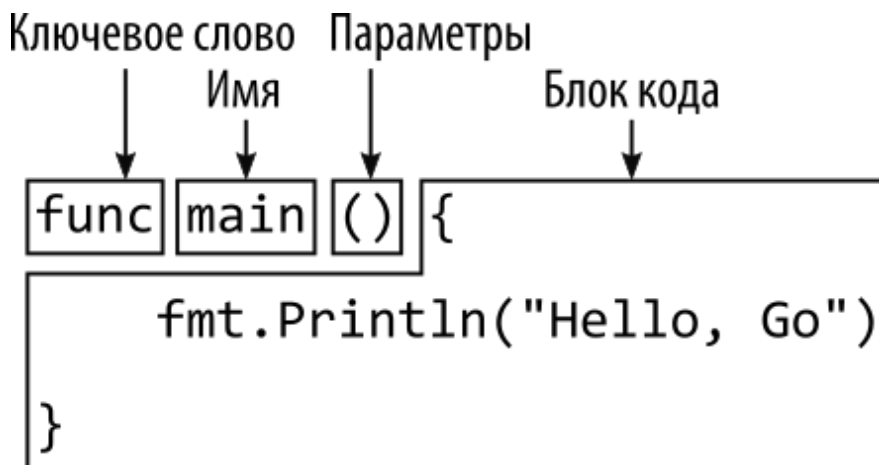 Ключевое слово Параметры
Имя Блок кода
func main () {
fmt.Println("Hello, Go")
}